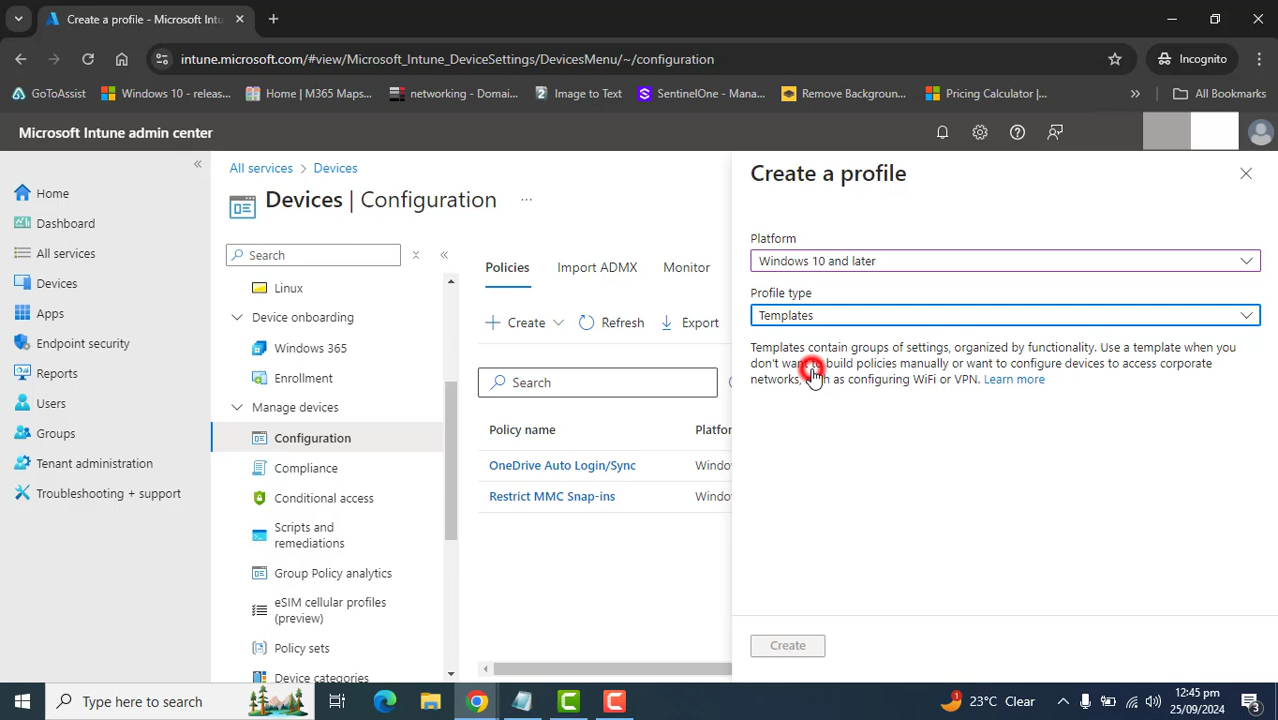 Create a profile - Microsoft Intu
intune.microsoft.com/#view/Microsoft_Intune_DeviceSettings/DevicesMenu/~/configuration
Incognito
GoToAssist
Windows 10 - releas...
Home | M365 Maps...
networking - Domai...
Image to Text
SentinelOne - Mana...
Remove Backgroun...
Pricing Calculator |...
All Bookmarks
Microsoft Intune admin center
Home
Dashboard
All services
Devices
Apps
Endpoint security
Reports
Users
Groups
Tenant administration
Troubleshooting + support
All services > Devices
Devices | Configuration
...
Search
Linux
Device onboarding
Windows 365
Enrollment
Manage devices
Configuration
Compliance
Conditional access
Scripts and
remediations
Group Policy analytics
eSIM cellular profiles
(preview)
Policy sets
Device categories
Policies
Import ADMX
Monitor
Create
Refresh
Export
Search
Policy name
Platfor
OneDrive Auto Login/Sync
Windo
Restrict MMC Snap-ins
Windo
Create a profile
Platform
Windows 10 and later
Profile type
Templates
Templates contain groups of settings, organized by functionality. Use a template when you
don't want to build policies manually or want to configure devices to access corporate
networks, as configuring WiFi or VPN. Learn more
Create
Type here to search
1
23°C Clear
12:45 pm
25/09/2024
3